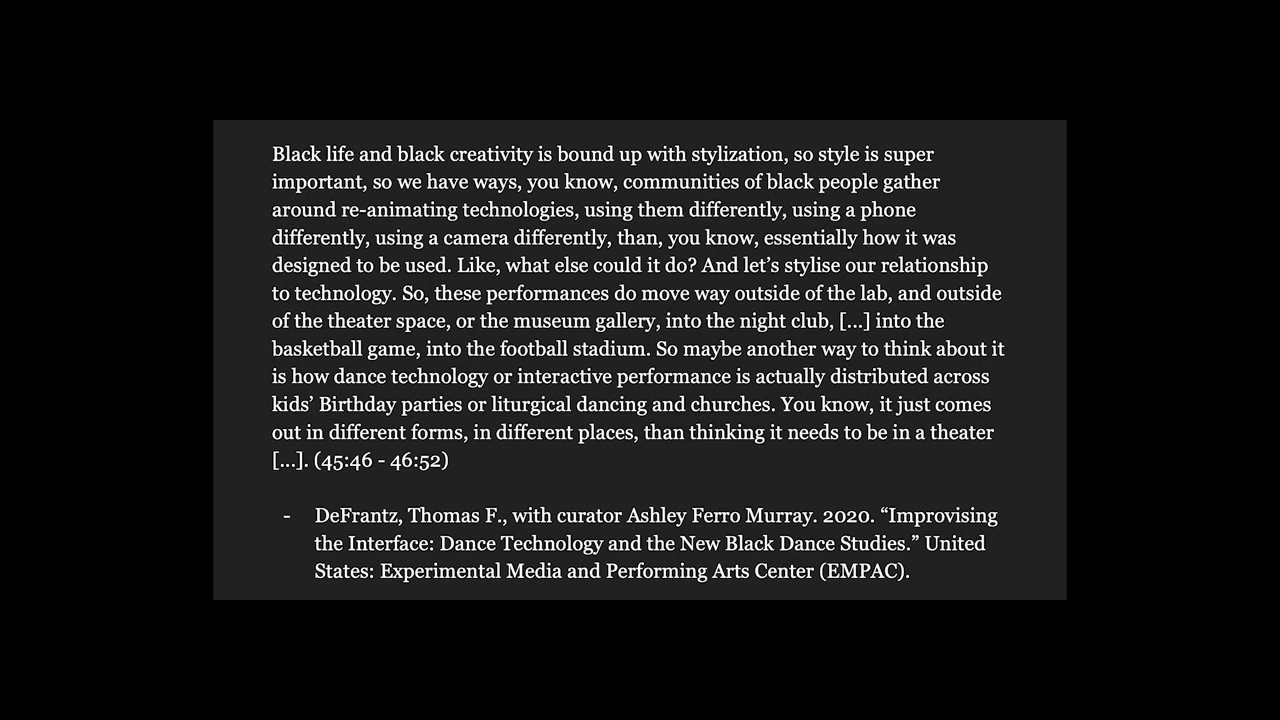 Black life and black creativity is bound up with stylization, so style is super
important, so we have ways, you know, communities of black people gather
around re-animating technologies, using them differently, using a phone
differently, using a camera differently, than, you know, essentially how it was
designed to be used. Like, what else could it do? And let’s stylise our relationship
to technology. So, these performances do move way outside of the lab, and outside
of the theater space, or the museum gallery, into the night club, [...] into the
basketball game, into the football stadium. So maybe another way to think about it
is how dance technology or interactive performance is actually distributed across
kids’ Birthday parties or liturgical dancing and churches. You know, it just comes
out in different forms, in different places, than thinking it needs to be in a theater
[...]. (45:46 - 46:52)
- DeFrantz, Thomas F., with curator Ashley Ferro Murray. 2020. “Improvising
the Interface: Dance Technology and the New Black Dance Studies.” United
States: Experimental Media and Performing Arts Center (EMPAC).